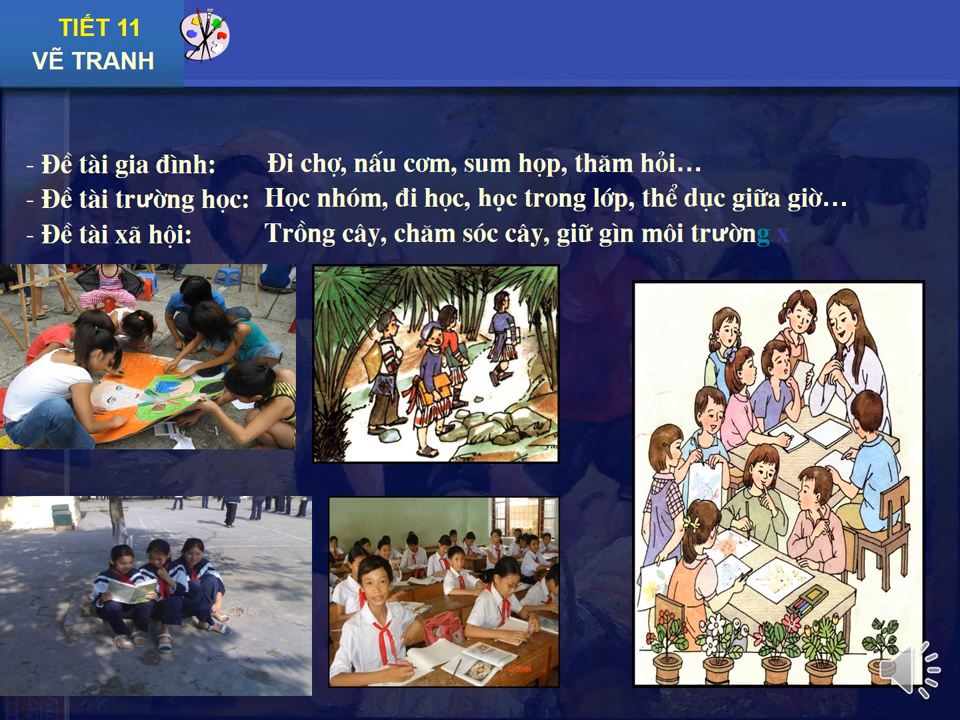 TIẾT 11
VẼ TRANH
- Đề tài gia đình: Đi chợ, nấu cơm, sum họp, thăm hỏi...
- Đề tài trường học: Học nhóm, đi học, học trong lớp, thể dục giữa giờ...
- Đề tài xã hội: Trồng cây, chăm sóc cây, giữ gìn môi trường x